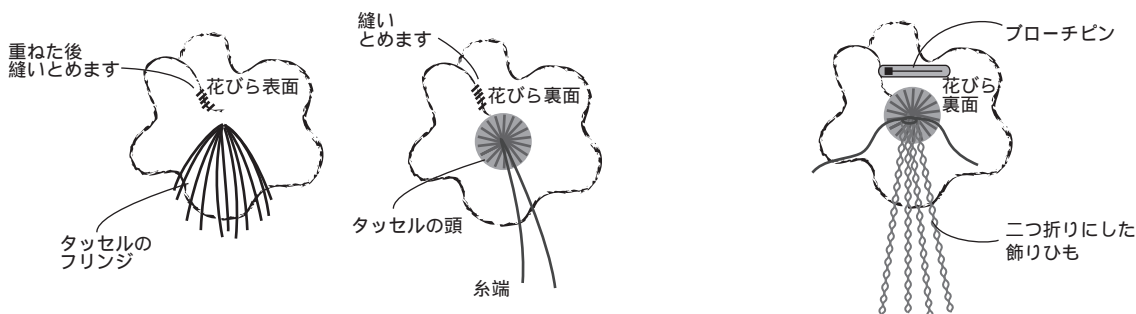 重ねた後
縫いとめます
花びら表面
タッセルの
フリンジ
縫い
とめます
花びら裏面
タッセルの頭
糸端
ブローチピン
花びら
裏面
二つ折りにした
飾りひも